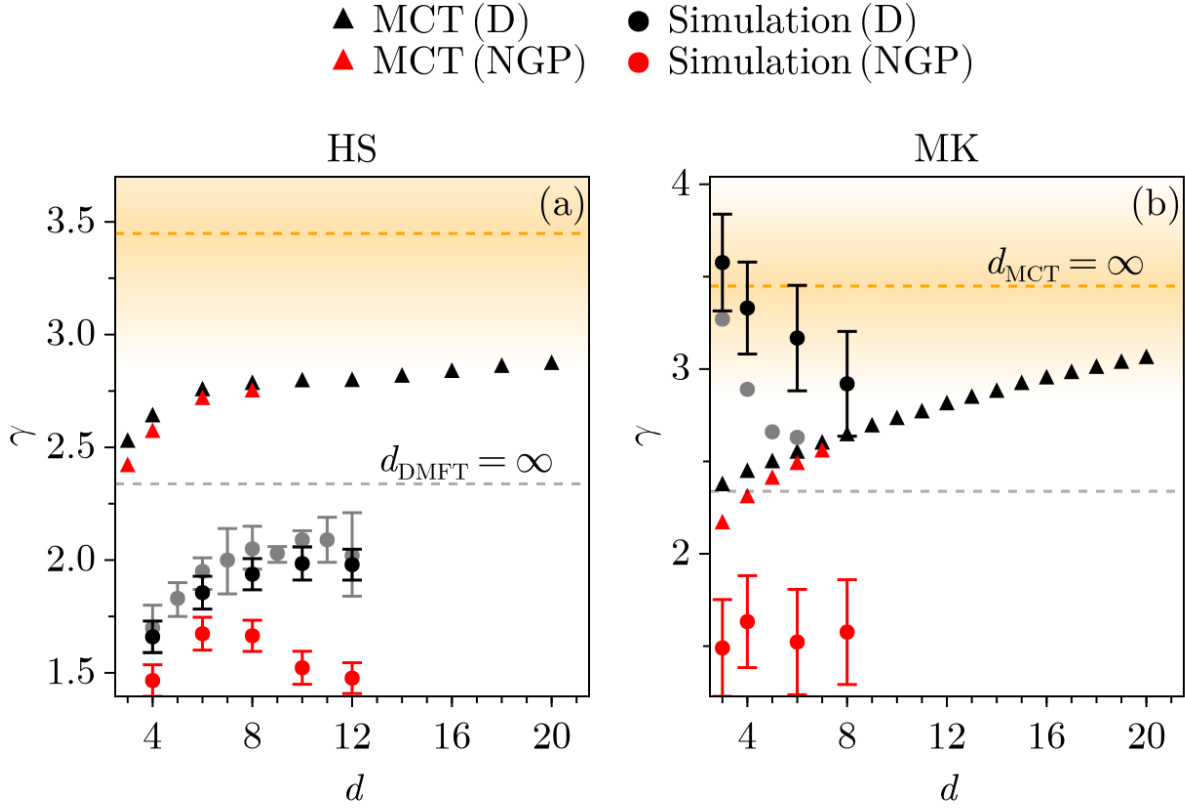 ▲ MCT (D) ● Simulation (D)
▲ MCT (NGP) ● Simulation (NGP)
HS
(a)
3.5
3.0
2.5
2.0
1.5
γ
d_DMFT = ∞
4 8 12 16 20
d
MK
(b)
4
3
2
γ
d_MCT = ∞
4 8 12 16 20
d